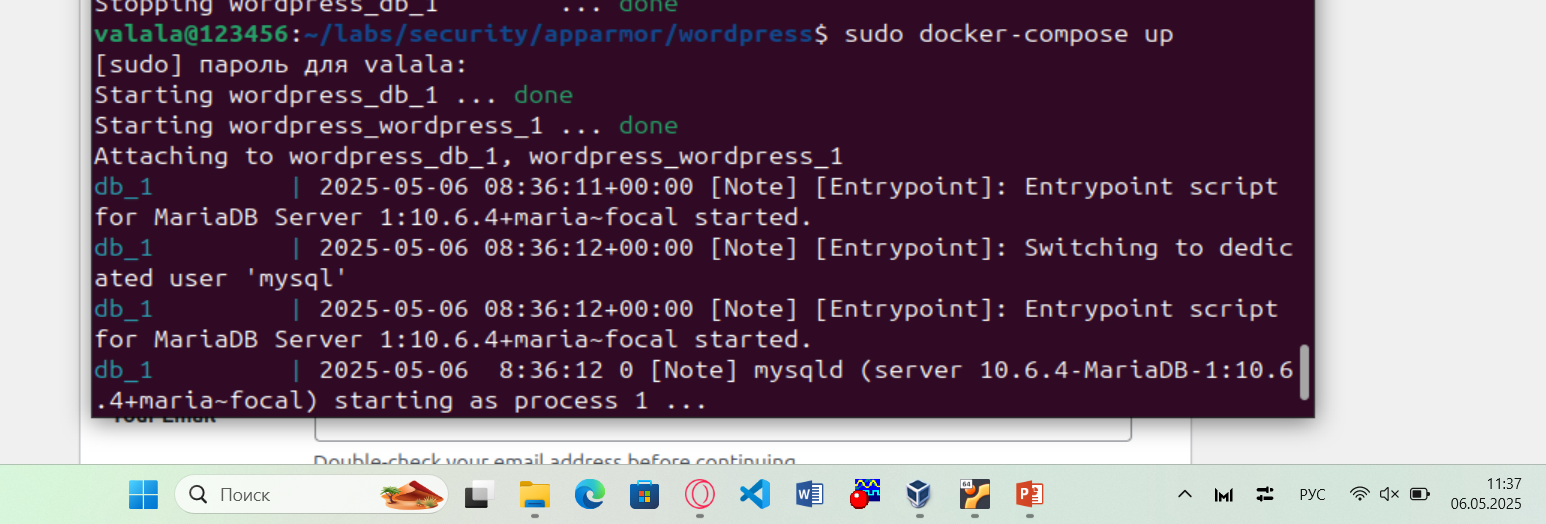 Stopping wordpress_db_1        ... done
valala@123456:~/labs/security/apparmor/wordpress$ sudo docker-compose up
[sudo] пароль для valala:
Starting wordpress_db_1 ... done
Starting wordpress_wordpress_1 ... done
Attaching to wordpress_db_1, wordpress_wordpress_1
db_1         | 2025-05-06 08:36:11+00:00 [Note] [Entrypoint]: Entrypoint script
for MariaDB Server 1:10.6.4+maria~focal started.
db_1         | 2025-05-06 08:36:12+00:00 [Note] [Entrypoint]: Switching to dedic
ated user 'mysql'
db_1         | 2025-05-06 08:36:12+00:00 [Note] [Entrypoint]: Entrypoint script
for MariaDB Server 1:10.6.4+maria~focal started.
db_1         | 2025-05-06  8:36:12 0 [Note] mysqld (server 10.6.4-MariaDB-1:10.6
.4+maria~focal) starting as process 1 ...
Your Email
Double-check your email address before continuing.
Поиск
64
РУС
11:37
06.05.2025